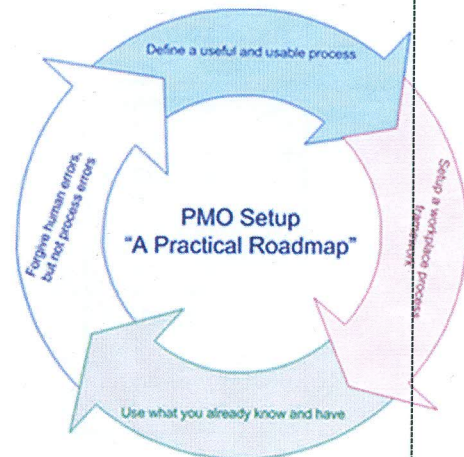 Define a useful and usable process
Setup a workplace process
framework
PMO Setup
"A Practical Roadmap"
Use what you already know and have
Forgive human errors,
but not process errors